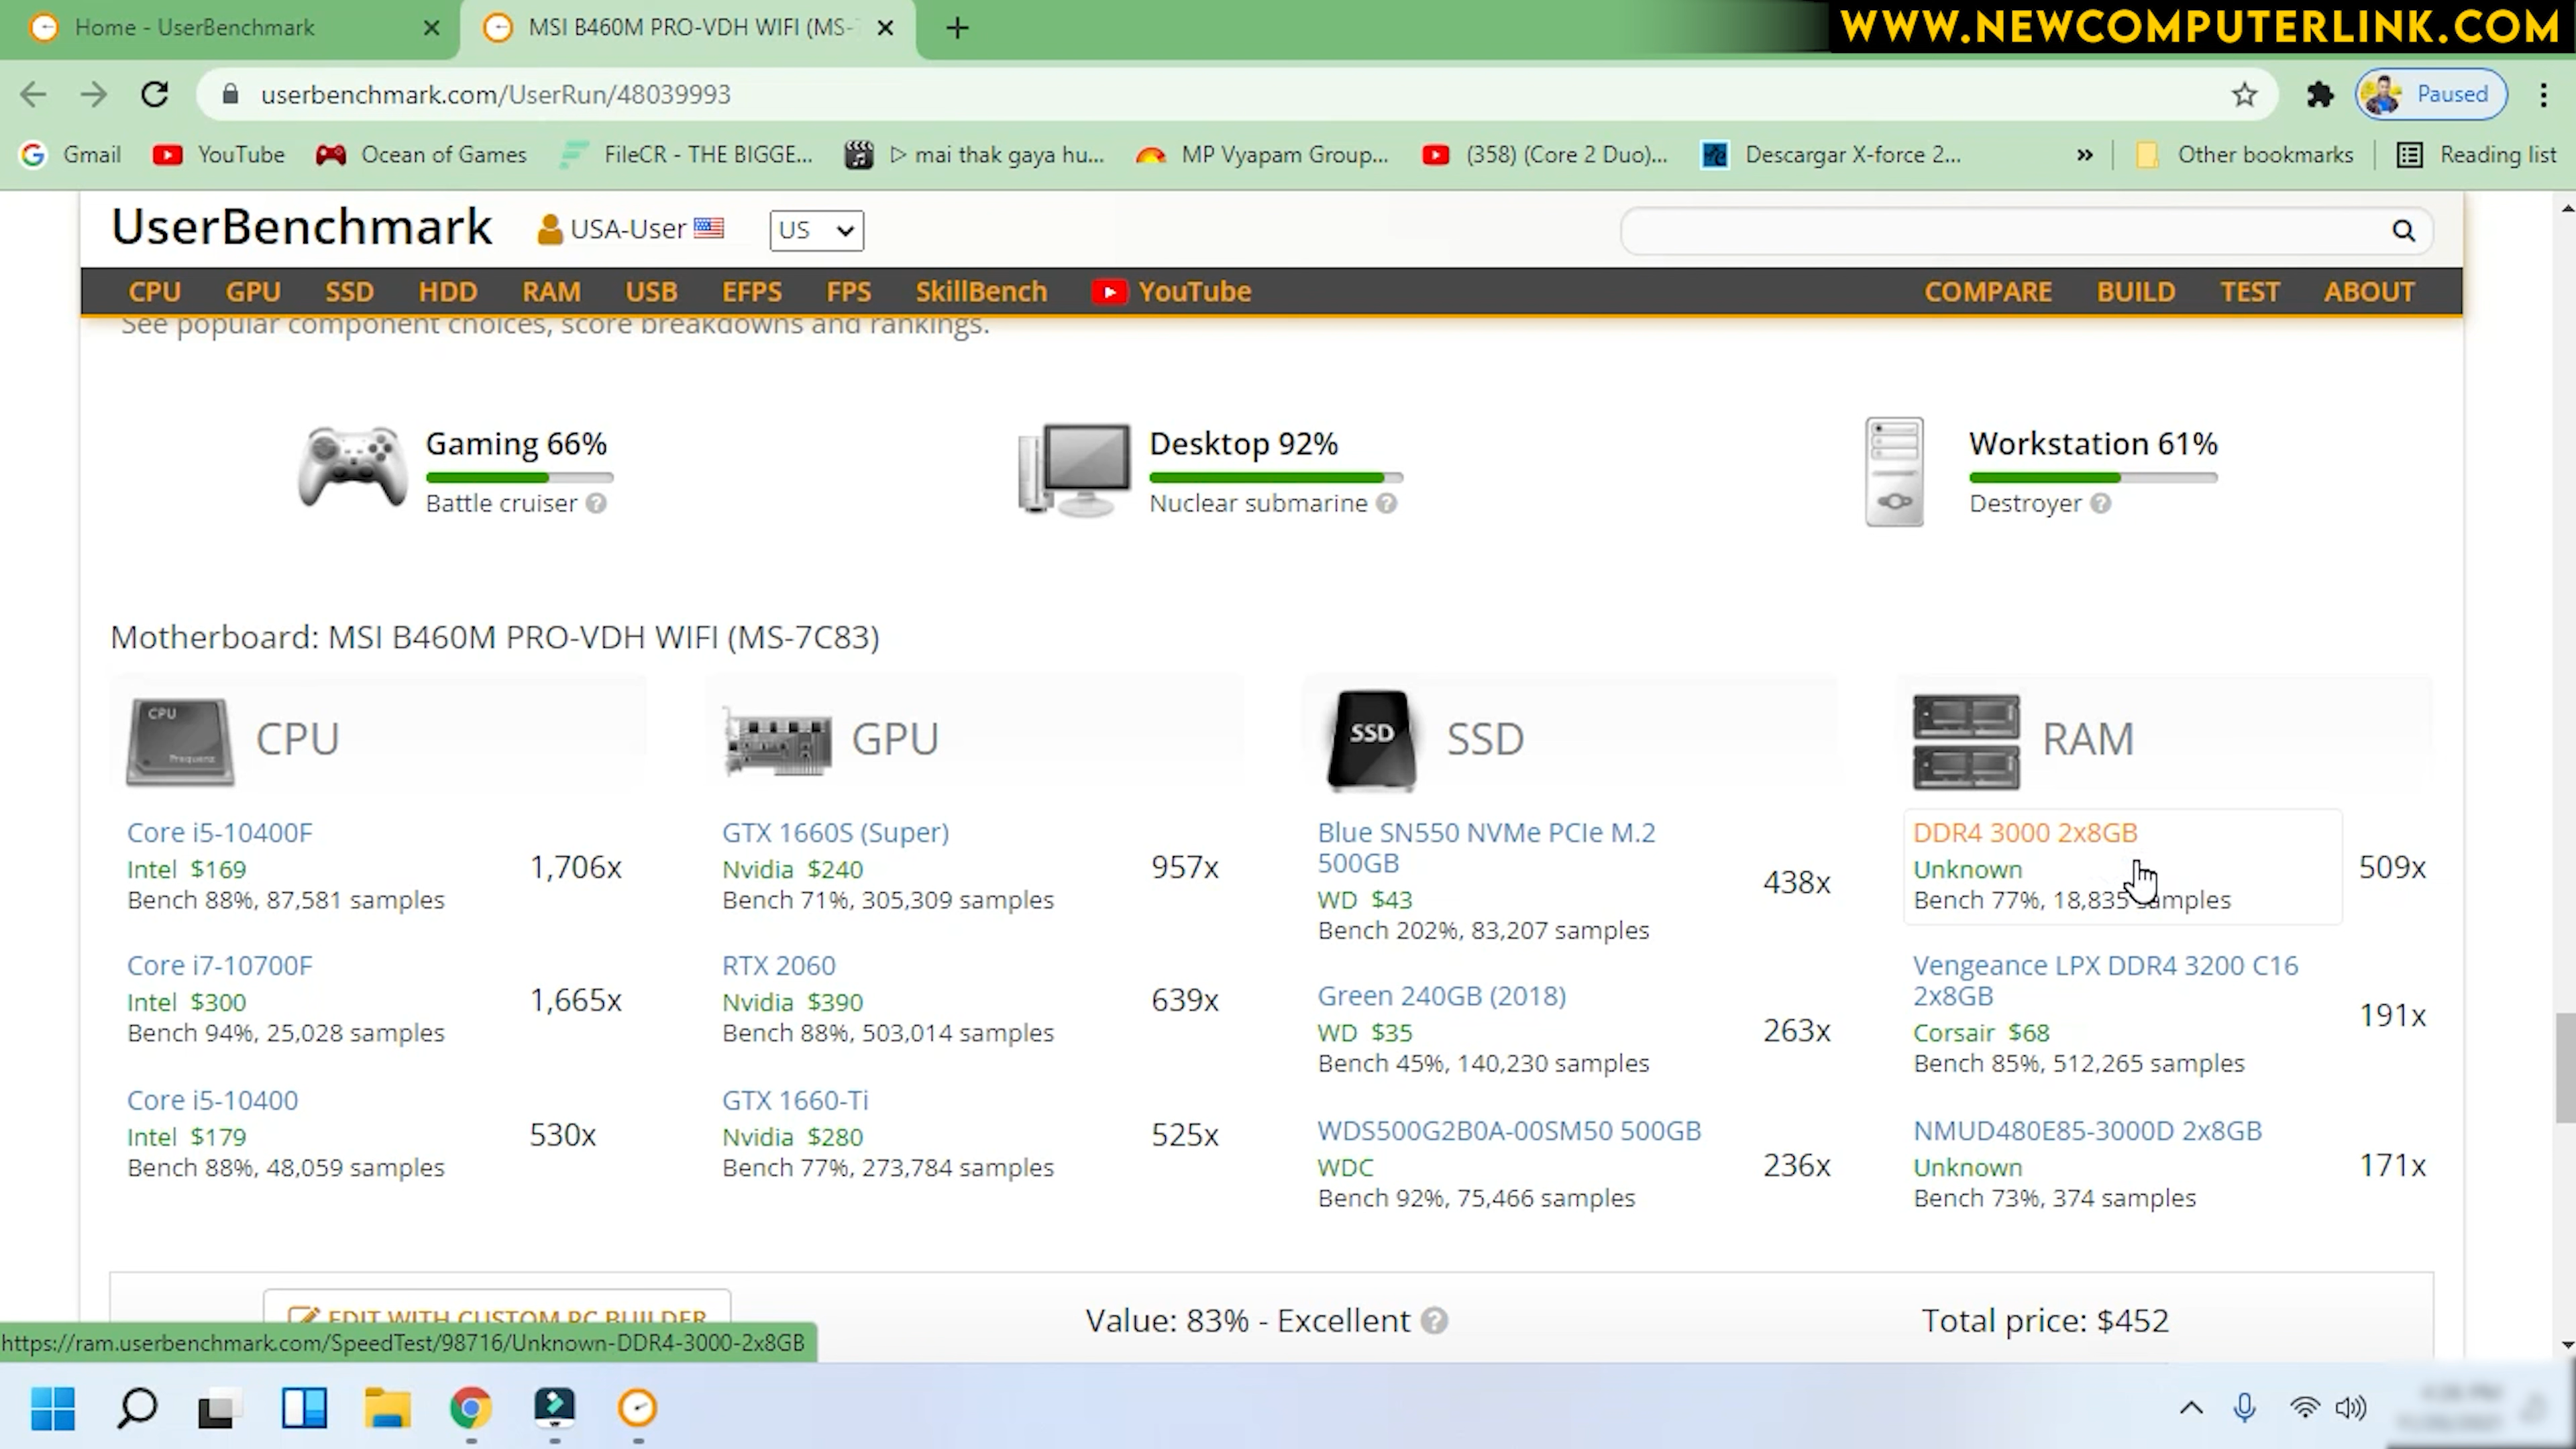 WWW.NEWCOMPUTERLINK.COM
Home - UserBenchmark
MSI B460M PRO-VDH WIFI (MS-
userbenchmark.com/UserRun/48039993
Paused
Gmail YouTube Ocean of Games FileCR - THE BIGGE... ▷ mai thak gaya hu... MP Vyapam Group... (358) (Core 2 Duo)... Descargar X-force 2... » Other bookmarks Reading list
UserBenchmark USA-User US
CPU GPU SSD HDD RAM USB EFPS FPS SkillBench YouTube COMPARE BUILD TEST ABOUT
See popular component choices, score breakdowns and rankings.
Gaming 66%
Battle cruiser ?
Desktop 92%
Nuclear submarine ?
Workstation 61%
Destroyer ?
Motherboard: MSI B460M PRO-VDH WIFI (MS-7C83)
CPU
Frequenz
CPU
Core i5-10400F
Intel $169
Bench 88%, 87,581 samples
1,706x
Core i7-10700F
Intel $300
Bench 94%, 25,028 samples
1,665x
Core i5-10400
Intel $179
Bench 88%, 48,059 samples
530x
GPU
GTX 1660S (Super)
Nvidia $240
Bench 71%, 305,309 samples
957x
RTX 2060
Nvidia $390
Bench 88%, 503,014 samples
639x
GTX 1660-Ti
Nvidia $280
Bench 77%, 273,784 samples
525x
SSD
SSD
Blue SN550 NVMe PCIe M.2
500GB
WD $43
Bench 202%, 83,207 samples
438x
Green 240GB (2018)
WD $35
Bench 45%, 140,230 samples
263x
WDS500G2B0A-00SM50 500GB
WDC
Bench 92%, 75,466 samples
236x
RAM
DDR4 3000 2x8GB
Unknown
Bench 77%, 18,835 samples
509x
Vengeance LPX DDR4 3200 C16
2x8GB
Corsair $68
Bench 85%, 512,265 samples
191x
NMUD480E85-3000D 2x8GB
Unknown
Bench 73%, 374 samples
171x
EDIT WITH CUSTOM PC BUILDER
Value: 83% - Excellent ?
Total price: $452
https://ram.userbenchmark.com/SpeedTest/98716/Unknown-DDR4-3000-2x8GB